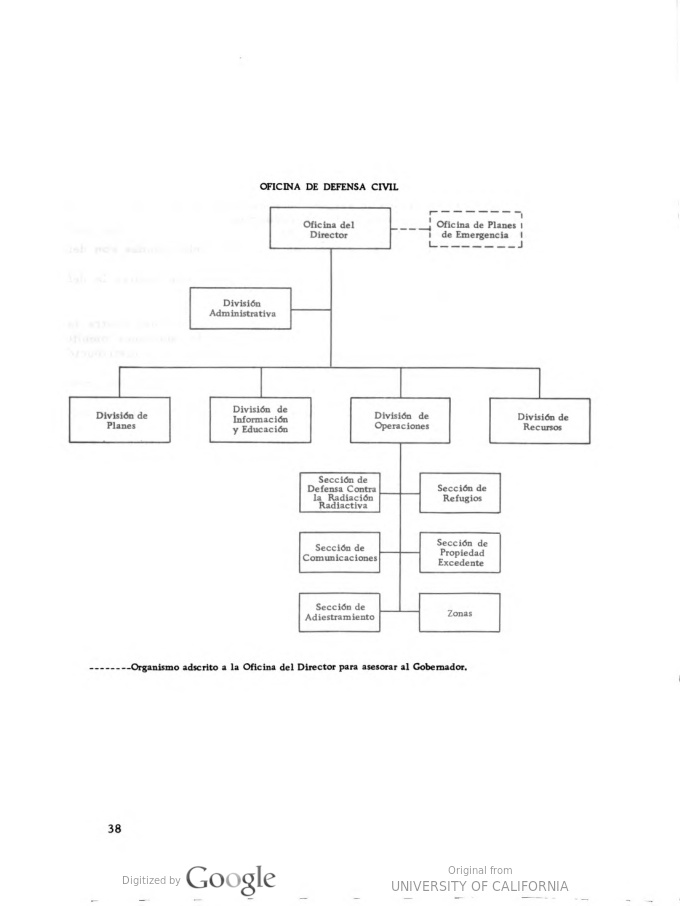 OFICINA DE DEFENSA CIVIL
Oficina del
Director
Oficina de Planes
de Emergencia
División
Administrativa
División de
Planes
División de
Información
y Educación
División de
Operaciones
División de
Recursos
Sección de
Defensa Contra
la Radiación
Radiactiva
Sección de
Refugios
Sección de
Comunicaciones
Sección de
Propiedad
Excedente
Sección de
Adiestramiento
Zonas
--------Organismo adscrito a la Oficina del Director para asesorar al Gobernador.
38
Digitized by Google
Original from
UNIVERSITY OF CALIFORNIA